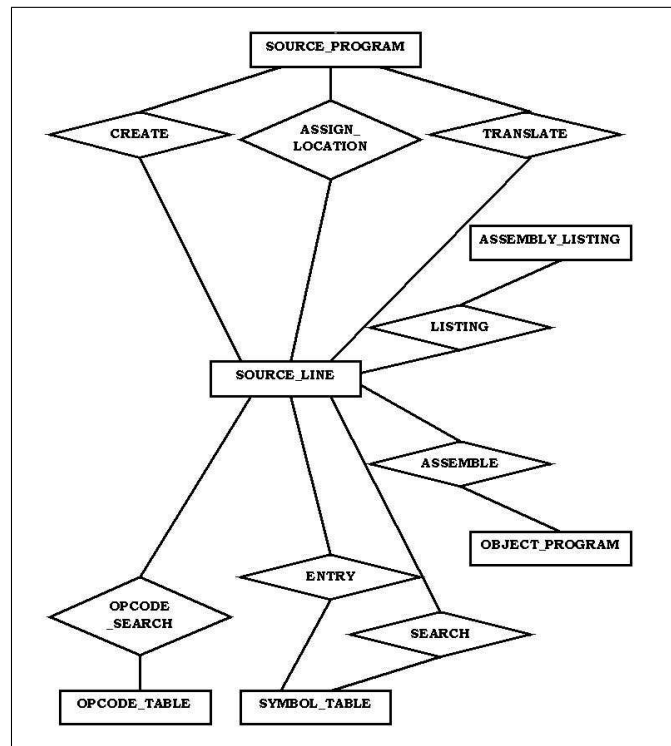 SOURCE_PROGRAM
CREATE
ASSIGN_
LOCATION
TRANSLATE
ASSEMBLY_LISTING
LISTING
SOURCE_LINE
ASSEMBLE
OBJECT_PROGRAM
ENTRY
OPCODE
_SEARCH
SEARCH
OPCODE_TABLE
SYMBOL_TABLE